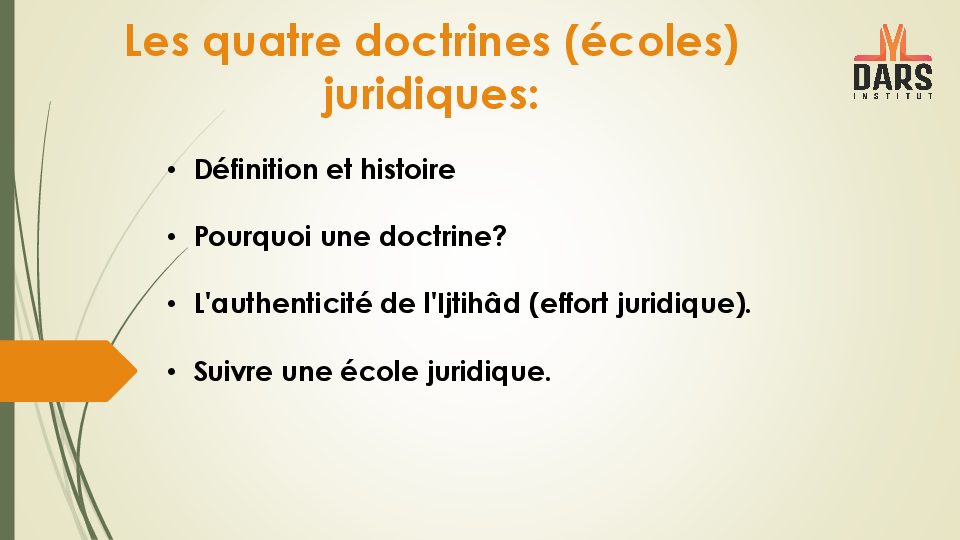 Les quatre doctrines (écoles)
juridiques:
DARS
INSTITUT
• Définition et histoire
• Pourquoi une doctrine?
• L'authenticité de l'Ijtihâd (effort juridique).
• Suivre une école juridique.